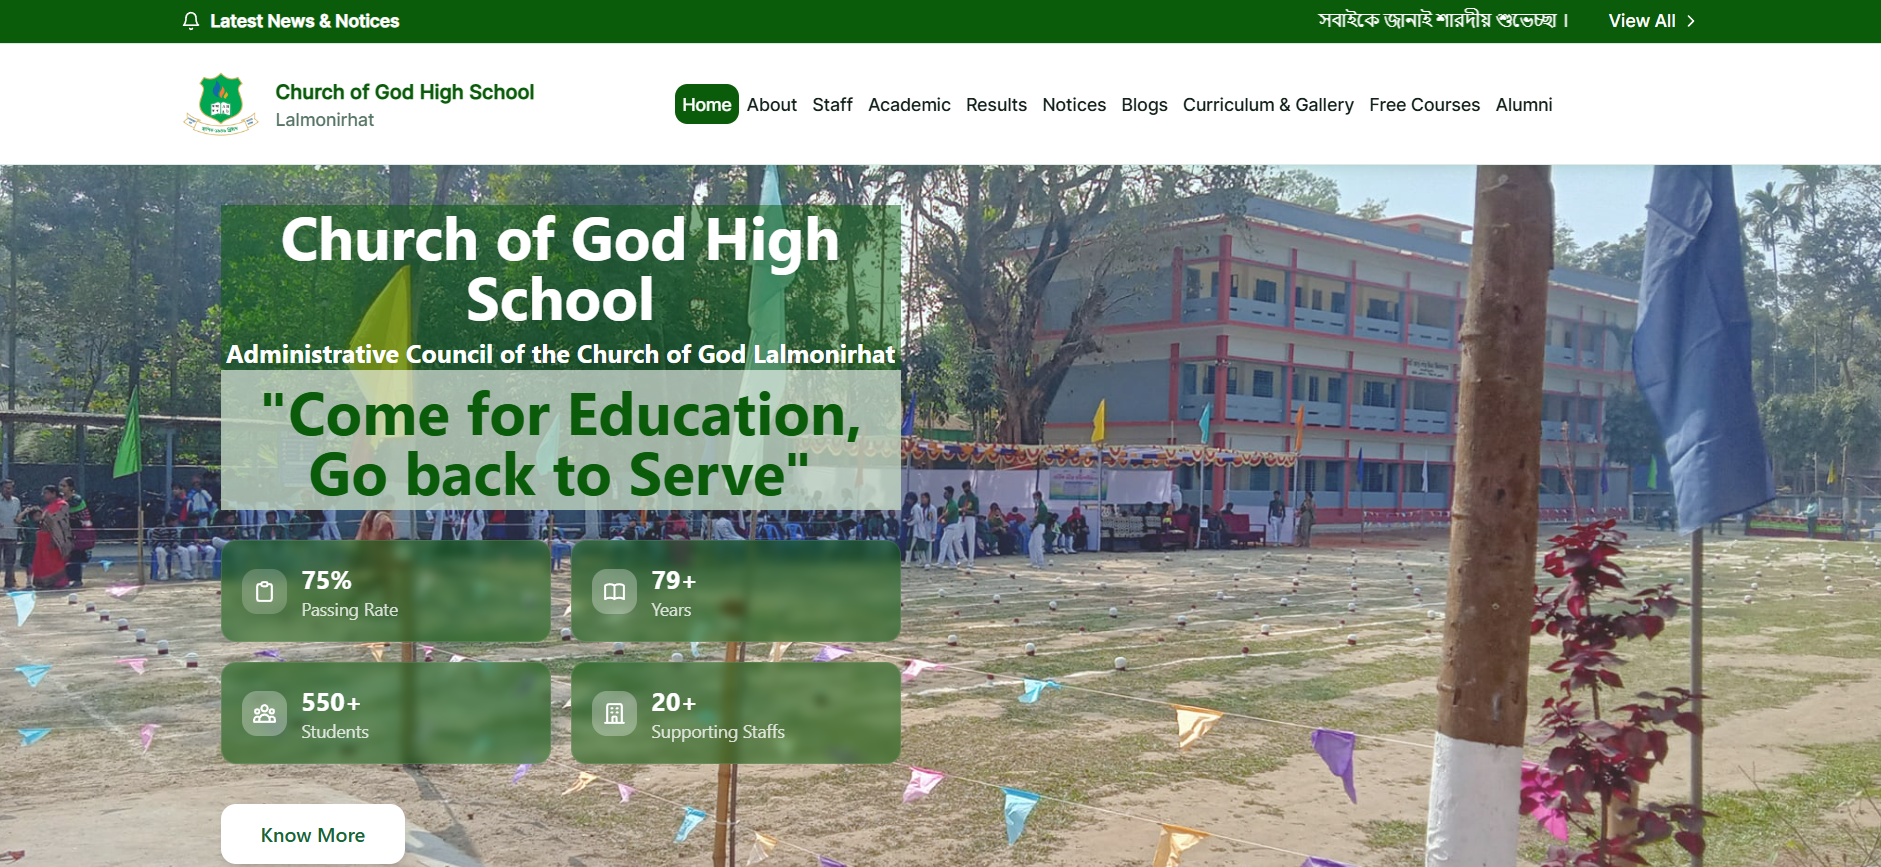 Latest News & Notices
সবাইকে জানাই শারদীয় শুভেচ্ছা ।
View All
Church of God High School
Lalmonirhat
Home About Staff Academic Results Notices Blogs Curriculum & Gallery Free Courses Alumni
Church of God High
School
Administrative Council of the Church of God Lalmonirhat
"Come for Education,
Go back to Serve"
75%
Passing Rate
79+
Years
550+
Students
20+
Supporting Staffs
Know More